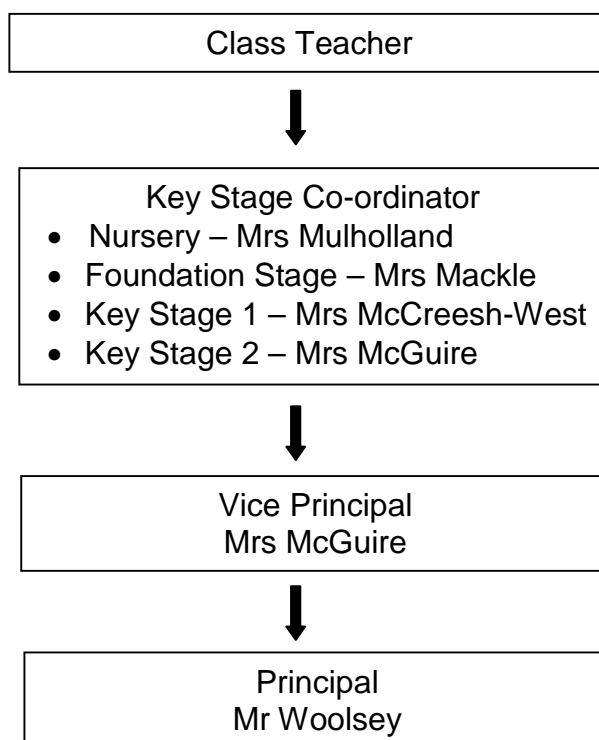 Class Teacher
Key Stage Co-ordinator
• Nursery – Mrs Mulholland
• Foundation Stage – Mrs Mackle
• Key Stage 1 – Mrs McCreesh-West
• Key Stage 2 – Mrs McGuire
Vice Principal
Mrs McGuire
Principal
Mr Woolsey